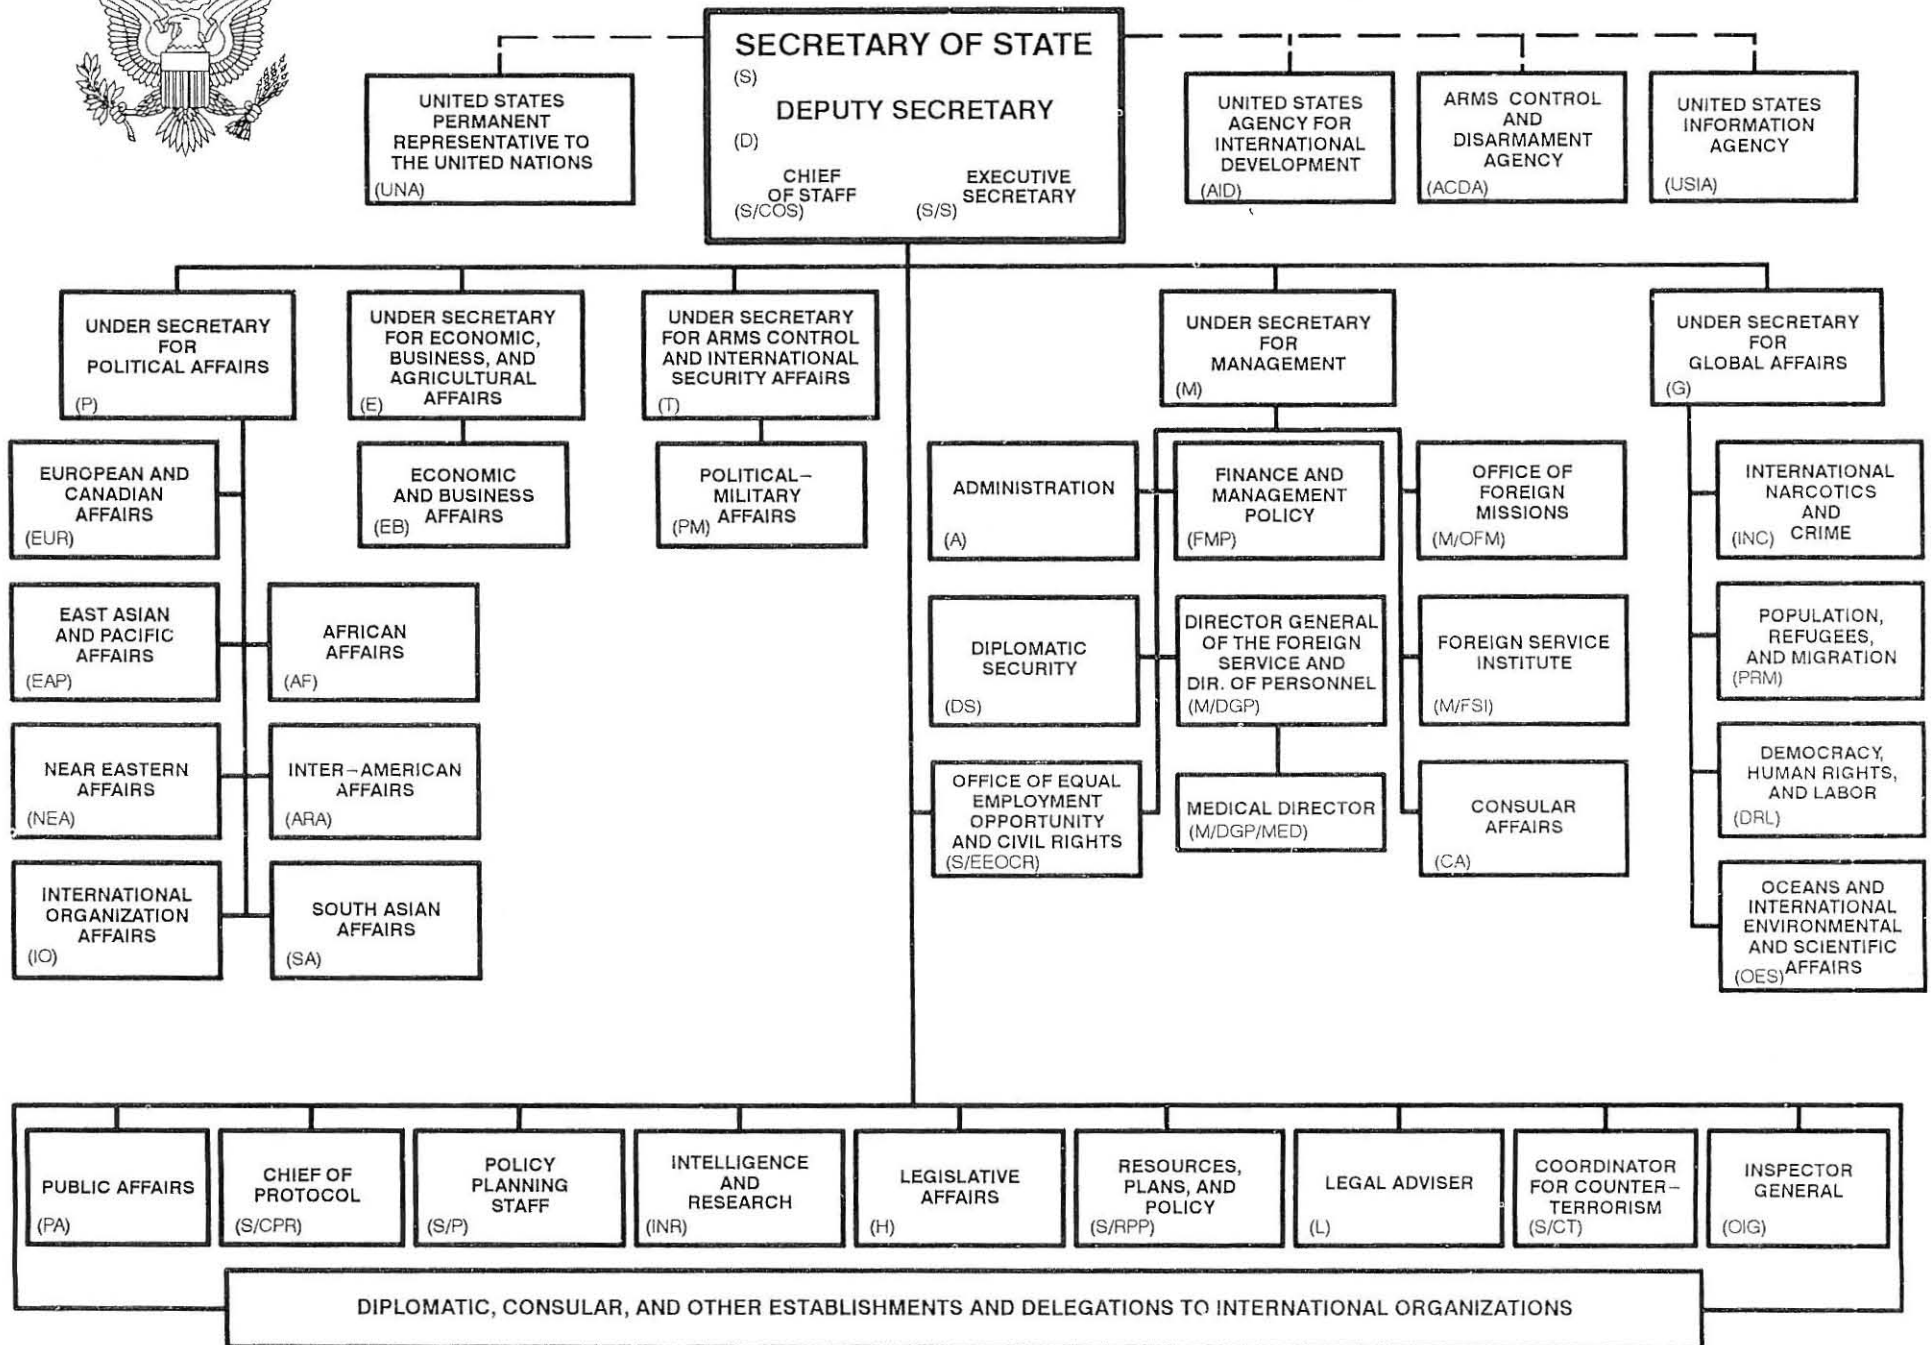 SECRETARY OF STATE
(S)
DEPUTY SECRETARY
(D)
CHIEF
OF STAFF
(S/COS)
EXECUTIVE
SECRETARY
(S/S)
UNITED STATES
PERMANENT
REPRESENTATIVE TO
THE UNITED NATIONS
(UNA)
UNITED STATES
AGENCY FOR
INTERNATIONAL
DEVELOPMENT
(AID)
ARMS CONTROL
AND
DISARMAMENT
AGENCY
(ACDA)
UNITED STATES
INFORMATION
AGENCY
(USIA)
UNDER SECRETARY
FOR
POLITICAL AFFAIRS
(P)
UNDER SECRETARY
FOR ECONOMIC,
BUSINESS, AND
AGRICULTURAL
AFFAIRS
(E)
UNDER SECRETARY
FOR ARMS CONTROL
AND INTERNATIONAL
SECURITY AFFAIRS
(T)
UNDER SECRETARY
FOR
MANAGEMENT
(M)
UNDER SECRETARY
FOR
GLOBAL AFFAIRS
(G)
EUROPEAN AND
CANADIAN
AFFAIRS
(EUR)
ECONOMIC
AND BUSINESS
AFFAIRS
(EB)
POLITICAL–
MILITARY
AFFAIRS
(PM)
ADMINISTRATION
(A)
FINANCE AND
MANAGEMENT
POLICY
(FMP)
OFFICE OF
FOREIGN
MISSIONS
(M/OFM)
INTERNATIONAL
NARCOTICS
AND
CRIME
(INC)
EAST ASIAN
AND PACIFIC
AFFAIRS
(EAP)
AFRICAN
AFFAIRS
(AF)
DIPLOMATIC
SECURITY
(DS)
DIRECTOR GENERAL
OF THE FOREIGN
SERVICE AND
DIR. OF PERSONNEL
(M/DGP)
FOREIGN SERVICE
INSTITUTE
(M/FSI)
POPULATION,
REFUGEES,
AND MIGRATION
(PRM)
NEAR EASTERN
AFFAIRS
(NEA)
INTER–AMERICAN
AFFAIRS
(ARA)
OFFICE OF EQUAL
EMPLOYMENT
OPPORTUNITY
AND CIVIL RIGHTS
(S/EEOCR)
MEDICAL DIRECTOR
(M/DGP/MED)
CONSULAR
AFFAIRS
(CA)
DEMOCRACY,
HUMAN RIGHTS,
AND LABOR
(DRL)
INTERNATIONAL
ORGANIZATION
AFFAIRS
(IO)
SOUTH ASIAN
AFFAIRS
(SA)
OCEANS AND
INTERNATIONAL
ENVIRONMENTAL
AND SCIENTIFIC
AFFAIRS
(OES)
PUBLIC AFFAIRS
(PA)
CHIEF OF
PROTOCOL
(S/CPR)
POLICY
PLANNING
STAFF
(S/P)
INTELLIGENCE
AND
RESEARCH
(INR)
LEGISLATIVE
AFFAIRS
(H)
RESOURCES,
PLANS, AND
POLICY
(S/RPP)
LEGAL ADVISER
(L)
COORDINATOR
FOR COUNTER–
TERRORISM
(S/CT)
INSPECTOR
GENERAL
(OIG)
DIPLOMATIC, CONSULAR, AND OTHER ESTABLISHMENTS AND DELEGATIONS TO INTERNATIONAL ORGANIZATIONS